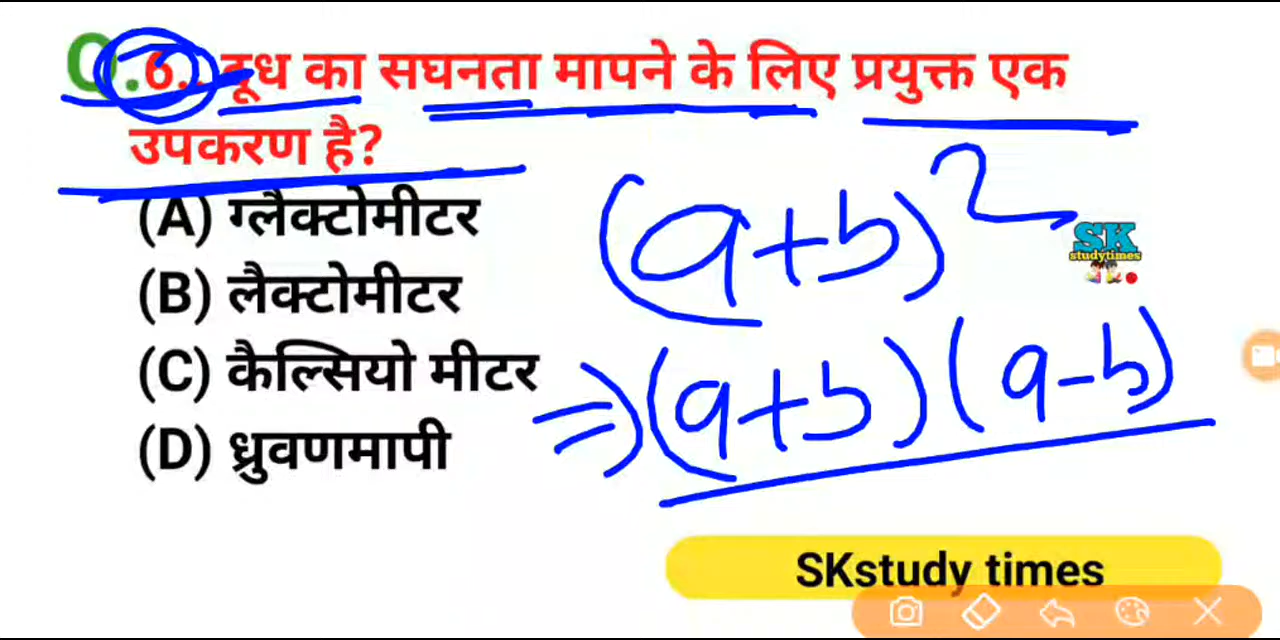 Q.6. दूध का सघनता मापने के लिए प्रयुक्त एक
उपकरण है?
(A) ग्लैक्टोमीटर
(B) लैक्टोमीटर
(C) कैल्सियो मीटर
(D) ध्रुवणमापी
(a+b)²
⇒(a+b)(a-b)
SK
studytimes
SKstudy times